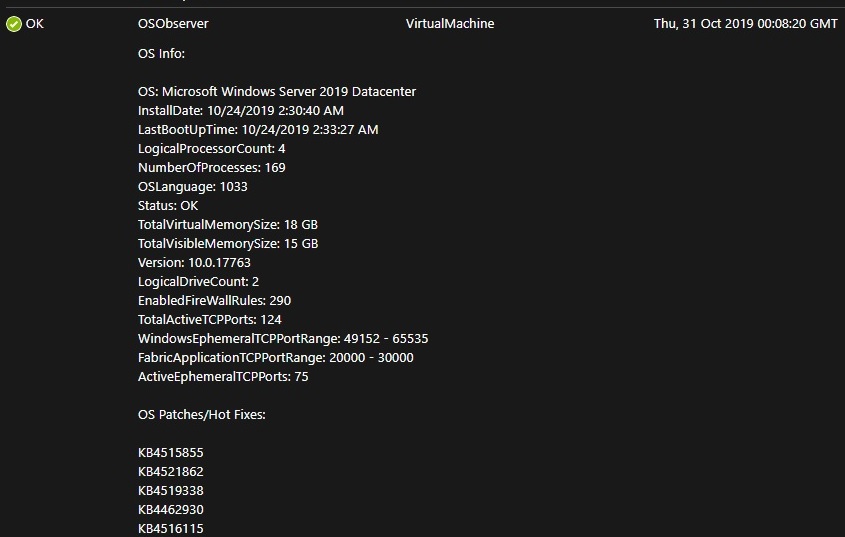 OK OSObserver VirtualMachine Thu, 31 Oct 2019 00:08:20 GMT
OS Info:
OS: Microsoft Windows Server 2019 Datacenter
InstallDate: 10/24/2019 2:30:40 AM
LastBootUpTime: 10/24/2019 2:33:27 AM
LogicalProcessorCount: 4
NumberOfProcesses: 169
OSLanguage: 1033
Status: OK
TotalVirtualMemorySize: 18 GB
TotalVisibleMemorySize: 15 GB
Version: 10.0.17763
LogicalDriveCount: 2
EnabledFireWallRules: 290
TotalActiveTCPPorts: 124
WindowsEphemeralTCPPortRange: 49152 - 65535
FabricApplicationTCPPortRange: 20000 - 30000
ActiveEphemeralTCPPorts: 75
OS Patches/Hot Fixes:
KB4515855
KB4521862
KB4519338
KB4462930
KB4516115